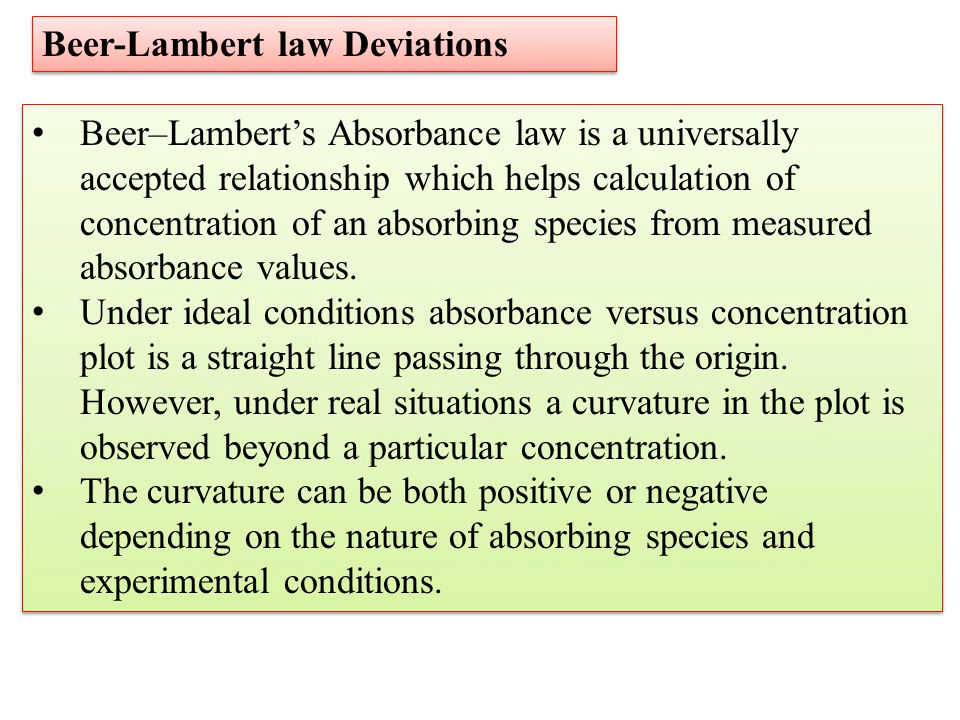 Beer-Lambert law Deviations
• Beer–Lambert’s Absorbance law is a universally
accepted relationship which helps calculation of
concentration of an absorbing species from measured
absorbance values.
• Under ideal conditions absorbance versus concentration
plot is a straight line passing through the origin.
However, under real situations a curvature in the plot is
observed beyond a particular concentration.
• The curvature can be both positive or negative
depending on the nature of absorbing species and
experimental conditions.